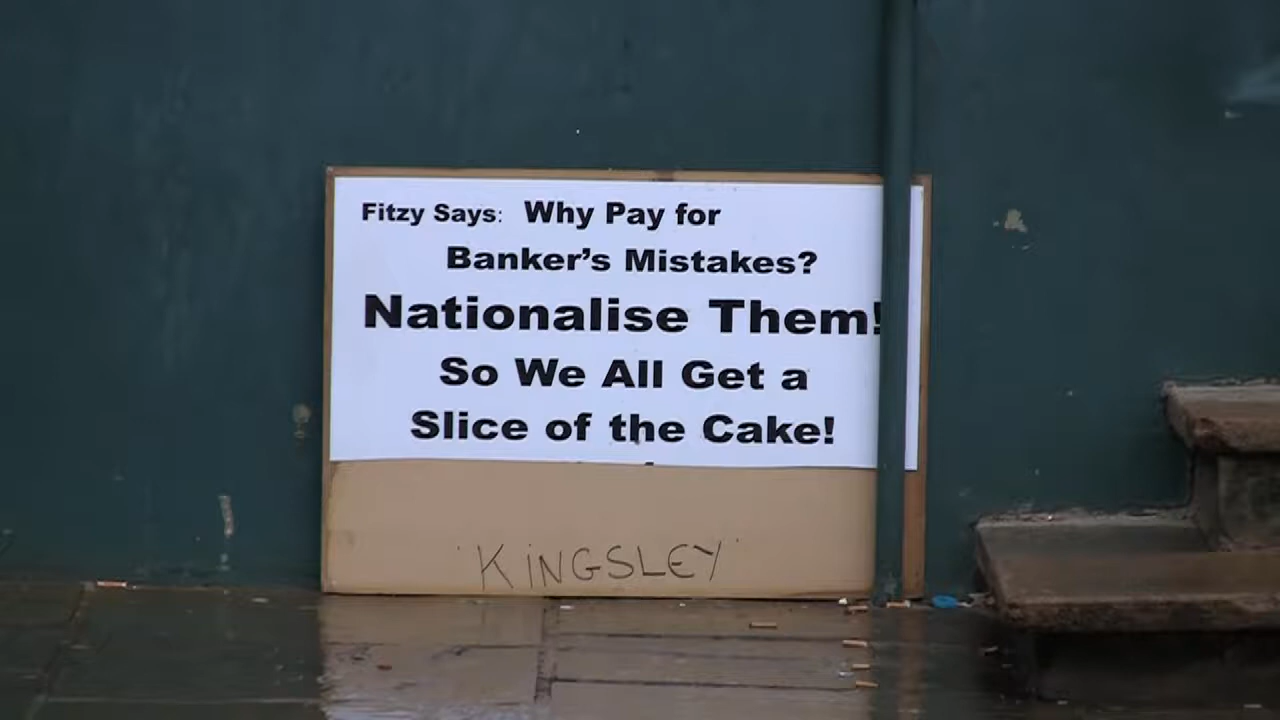 Fitzy Says: Why Pay for
Banker’s Mistakes?
Nationalise Them!
So We All Get a
Slice of the Cake!
'KiNGSLEY'